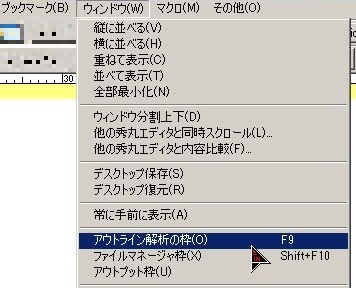 ブックマーク(B) ウィンドウ(W) マクロ(M) その他(O)
縦に並べる(V)
横に並べる(H)
重ねて表示(C)
並べて表示(T)
全部最小化(N)
30
ウィンドウ分割上下(D)
他の秀丸エディタと同時スクロール(L)...
他の秀丸エディタと内容比較(F)...
デスクトップ保存(S)
デスクトップ復元(R)
常に手前に表示(A)
アウトライン解析の枠(O) F9
ファイルマネージャ枠(X) Shift+F10
アウトプット枠(U)